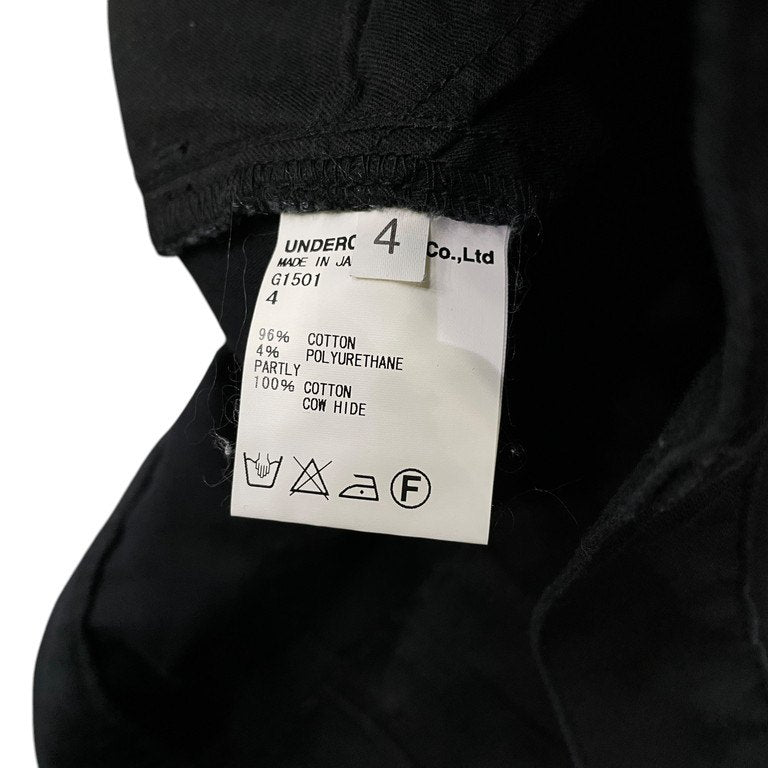 UNDERC 4 Co.,Ltd
MADE IN JA
G1501
4
96% COTTON
4% POLYURETHANE
PARTLY
100% COTTON
COW HIDE
F